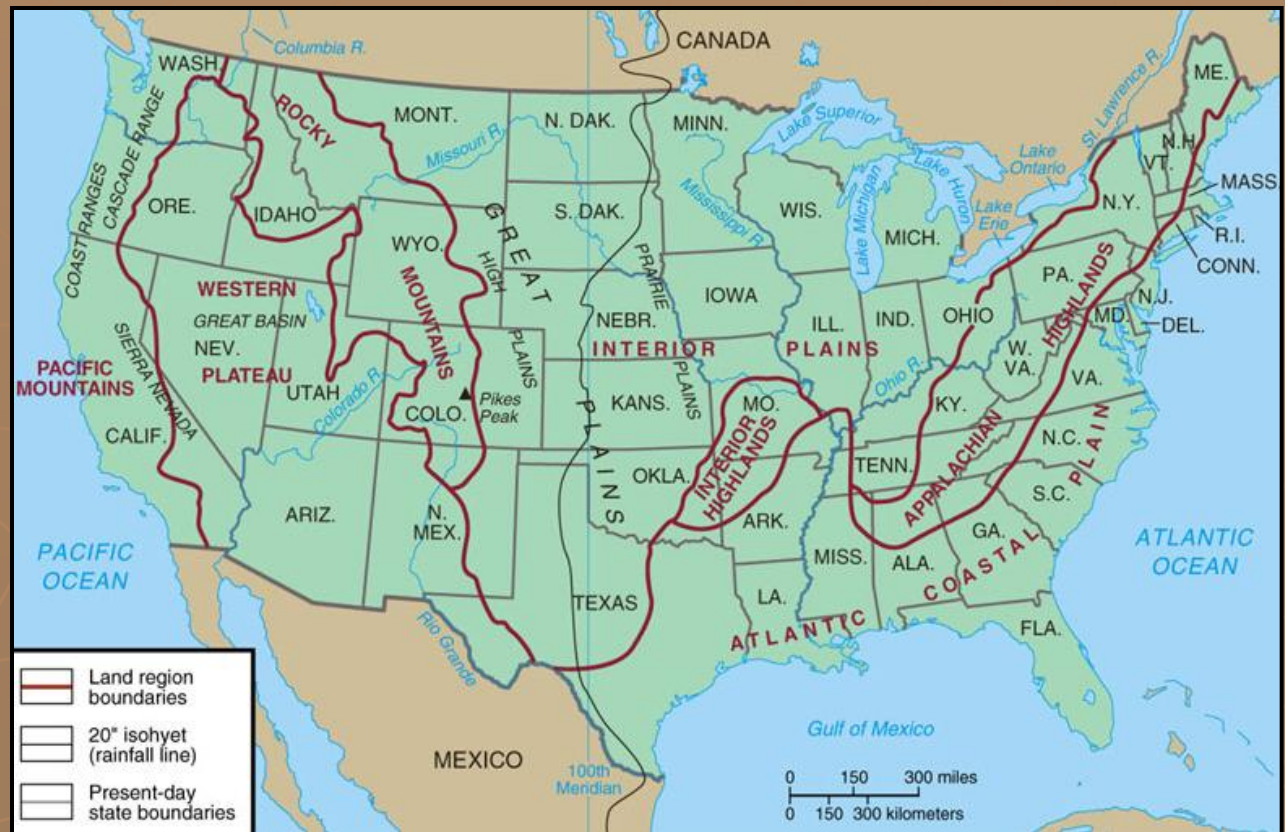 CANADA
Columbia R.
WASH.
ME.
St. Lawrence R.
ROCKY
MONT.
N. DAK.
MINN.
Lake Superior
CASCADE RANGE
COAST RANGES
Missouri R.
Mississippi R.
Lake Michigan
Lake Huron
Lake
Ontario
VT.
N.H.
MASS.
ORE.
IDAHO
S. DAK.
WIS.
MICH.
Lake
Erie
N.Y.
R.I.
CONN.
WYO.
GREAT
HIGH
PRAIRIE
PA.
WESTERN
MOUNTAINS
IOWA
HIGHLANDS
N.J.
GREAT BASIN
NEBR.
ILL.
IND.
OHIO
MD.
DEL.
PACIFIC
MOUNTAINS
SIERRA NEVADA
NEV.
PLATEAU
UTAH
Colorado R.
PLAINS
INTERIOR
PLAINS
PLAINS
Ohio R.
W.
VA.
VA.
COLO.
Pikes
Peak
PLAINS
KANS.
MO.
KY.
CALIF.
INTERIOR
HIGHLANDS
TENN.
APPALACHIAN
N.C.
PLAIN
OKLA.
ARIZ.
N.
MEX.
ARK.
S.C.
PACIFIC
OCEAN
MISS.
ALA.
GA.
COASTAL
ATLANTIC
OCEAN
TEXAS
LA.
ATLANTIC
FLA.
Rio Grande
Land region
boundaries
20" isohyet
(rainfall line)
Present-day
state boundaries
MEXICO
100th
Meridian
Gulf of Mexico
0 150 300 miles
0 150 300 kilometers